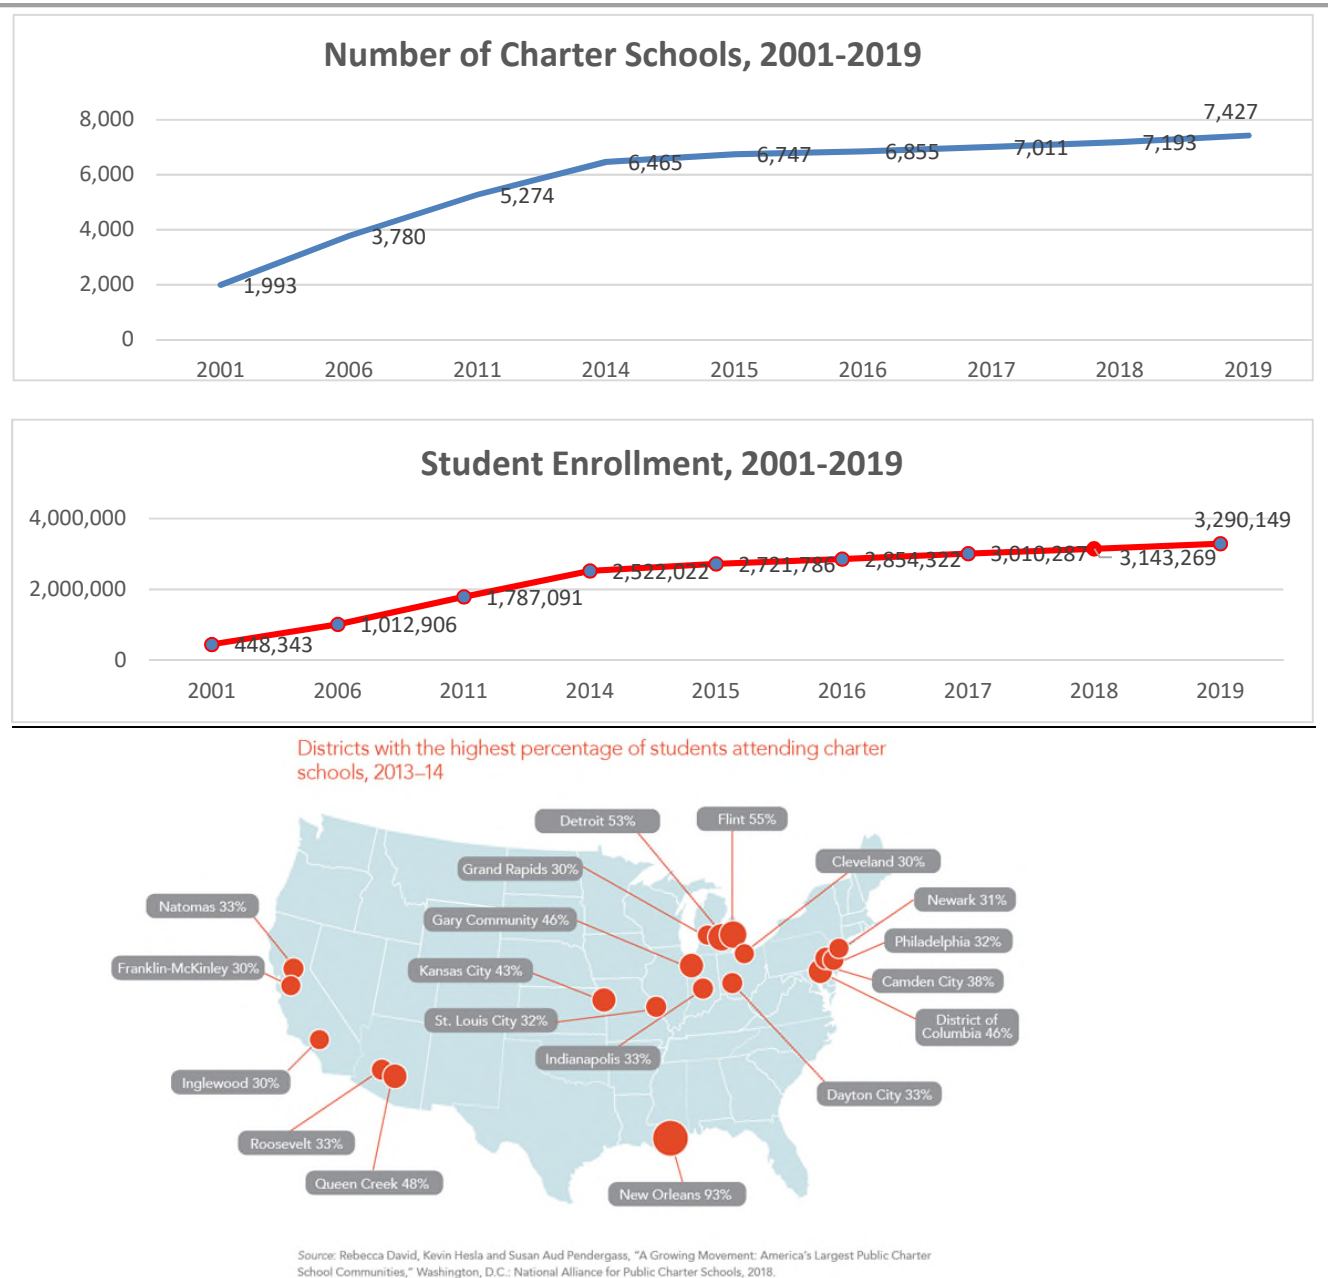 Number of Charter Schools, 2001-2019
8,000
6,000
4,000
2,000
0
1,993
3,780
5,274
6,465
6,747
6,855
7,011
7,193
7,427
2001 2006 2011 2014 2015 2016 2017 2018 2019
Student Enrollment, 2001-2019
4,000,000
2,000,000
0
448,343
1,012,906
1,787,091
2,522,022
2,721,786
2,854,322
3,010,287
3,143,269
3,290,149
2001 2006 2011 2014 2015 2016 2017 2018 2019
Districts with the highest percentage of students attending charter
schools, 2013–14
Detroit 53%
Flint 55%
Grand Rapids 30%
Cleveland 30%
Natomas 33%
Newark 31%
Gary Community 46%
Philadelphia 32%
Franklin-McKinley 30%
Kansas City 43%
Camden City 38%
St. Louis City 32%
District of
Columbia 46%
Indianapolis 33%
Inglewood 30%
Dayton City 33%
Roosevelt 33%
Queen Creek 48%
New Orleans 93%
Source: Rebecca David, Kevin Hesla and Susan Aud Pendergass, "A Growing Movement: America's Largest Public Charter
School Communities," Washington, D.C.: National Alliance for Public Charter Schools, 2018.